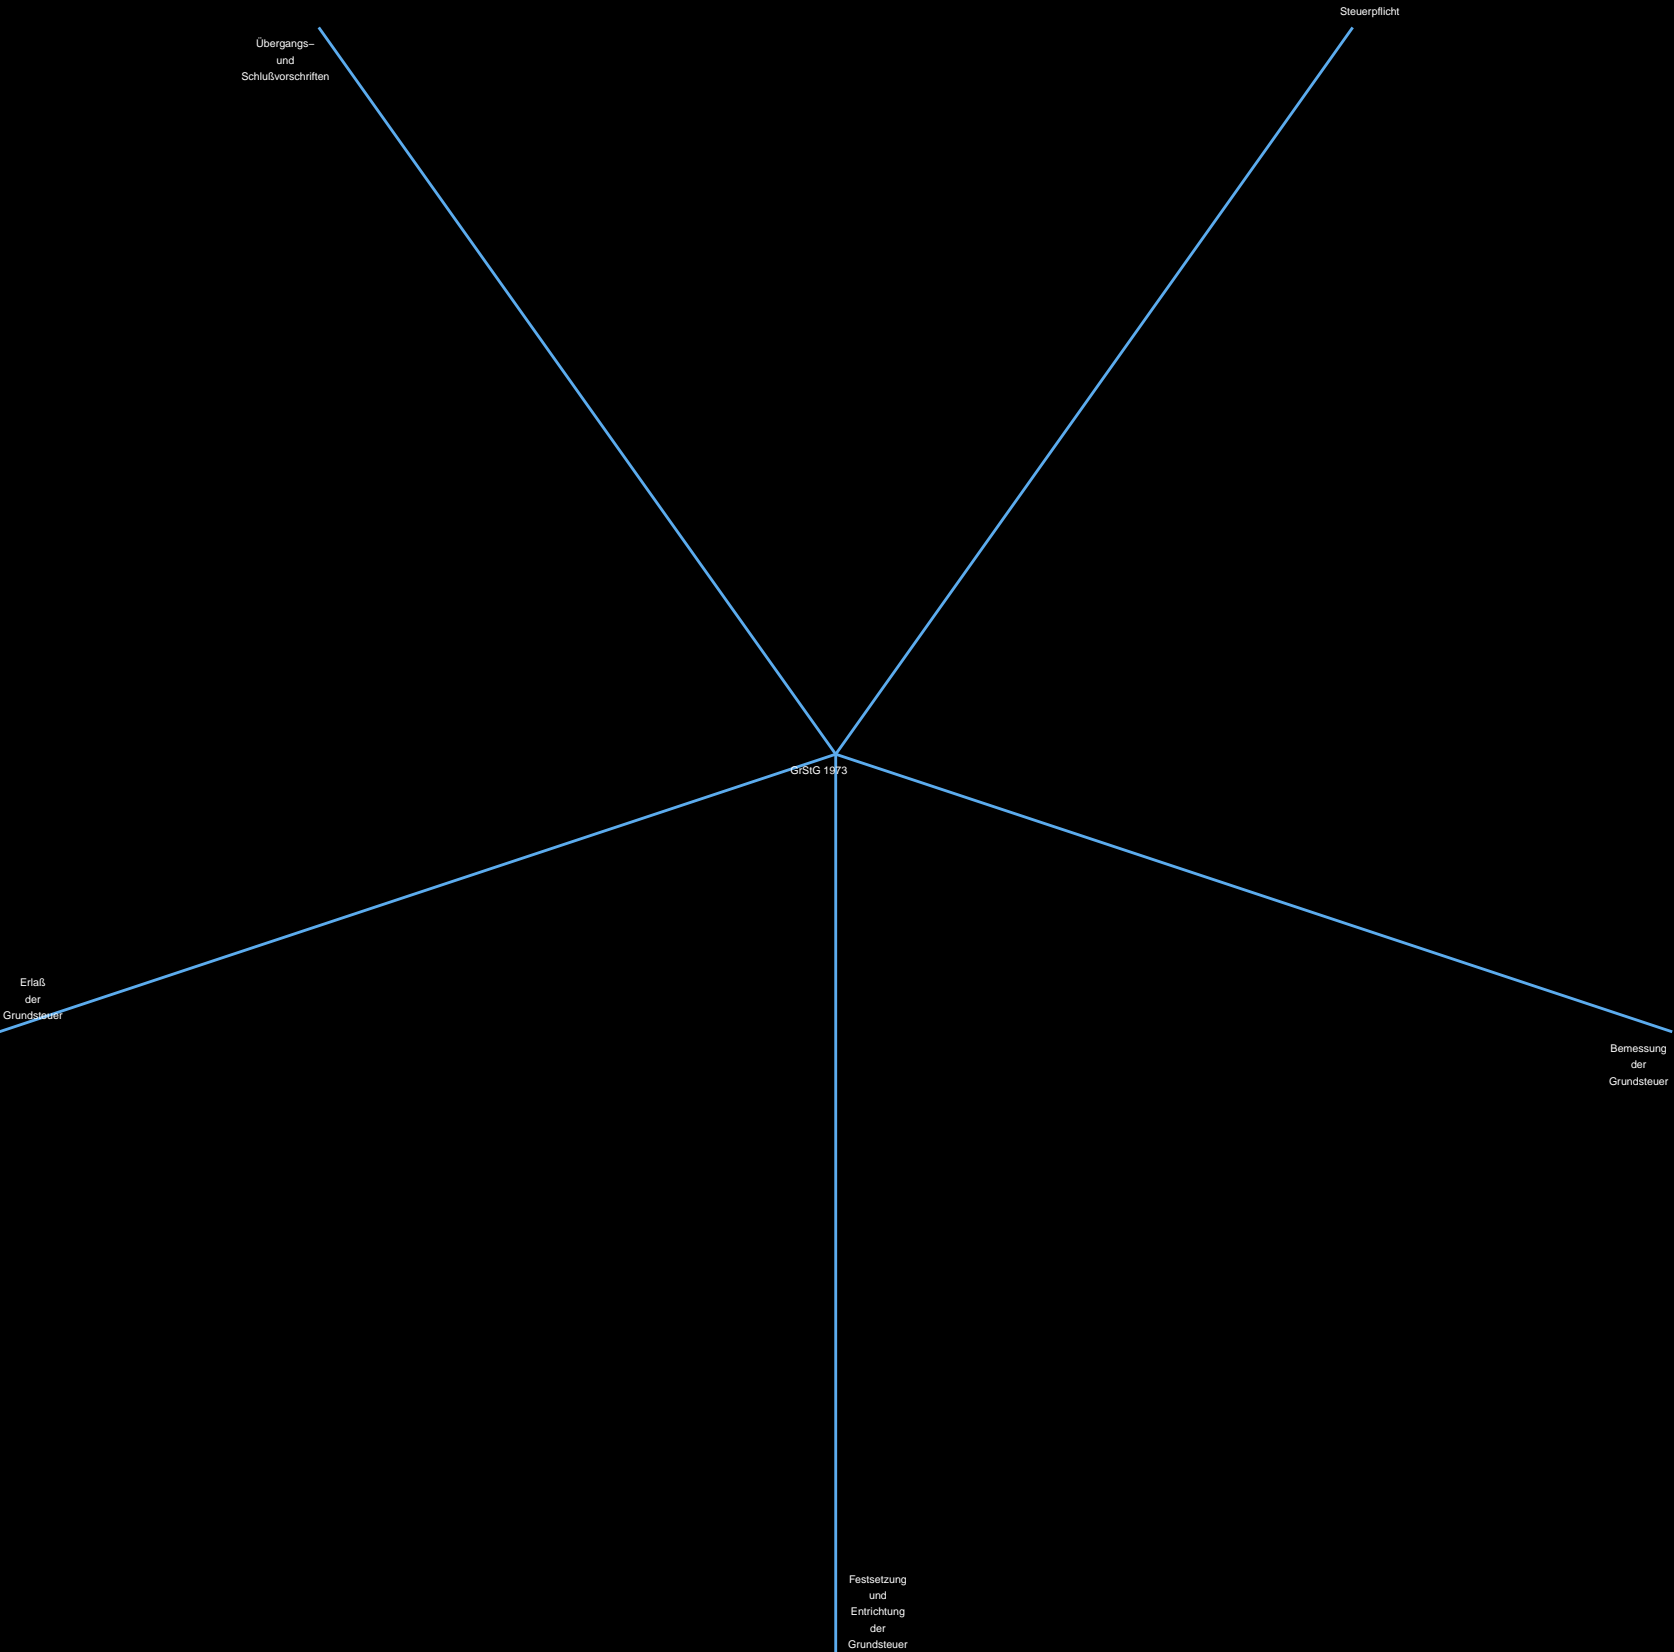 Steuerpflicht
Übergangs–
und
Schlußvorschriften
GrStG 1973
Erlaß
der
Grundsteuer
Bemessung
der
Grundsteuer
Festsetzung
und
Entrichtung
der
Grundsteuer